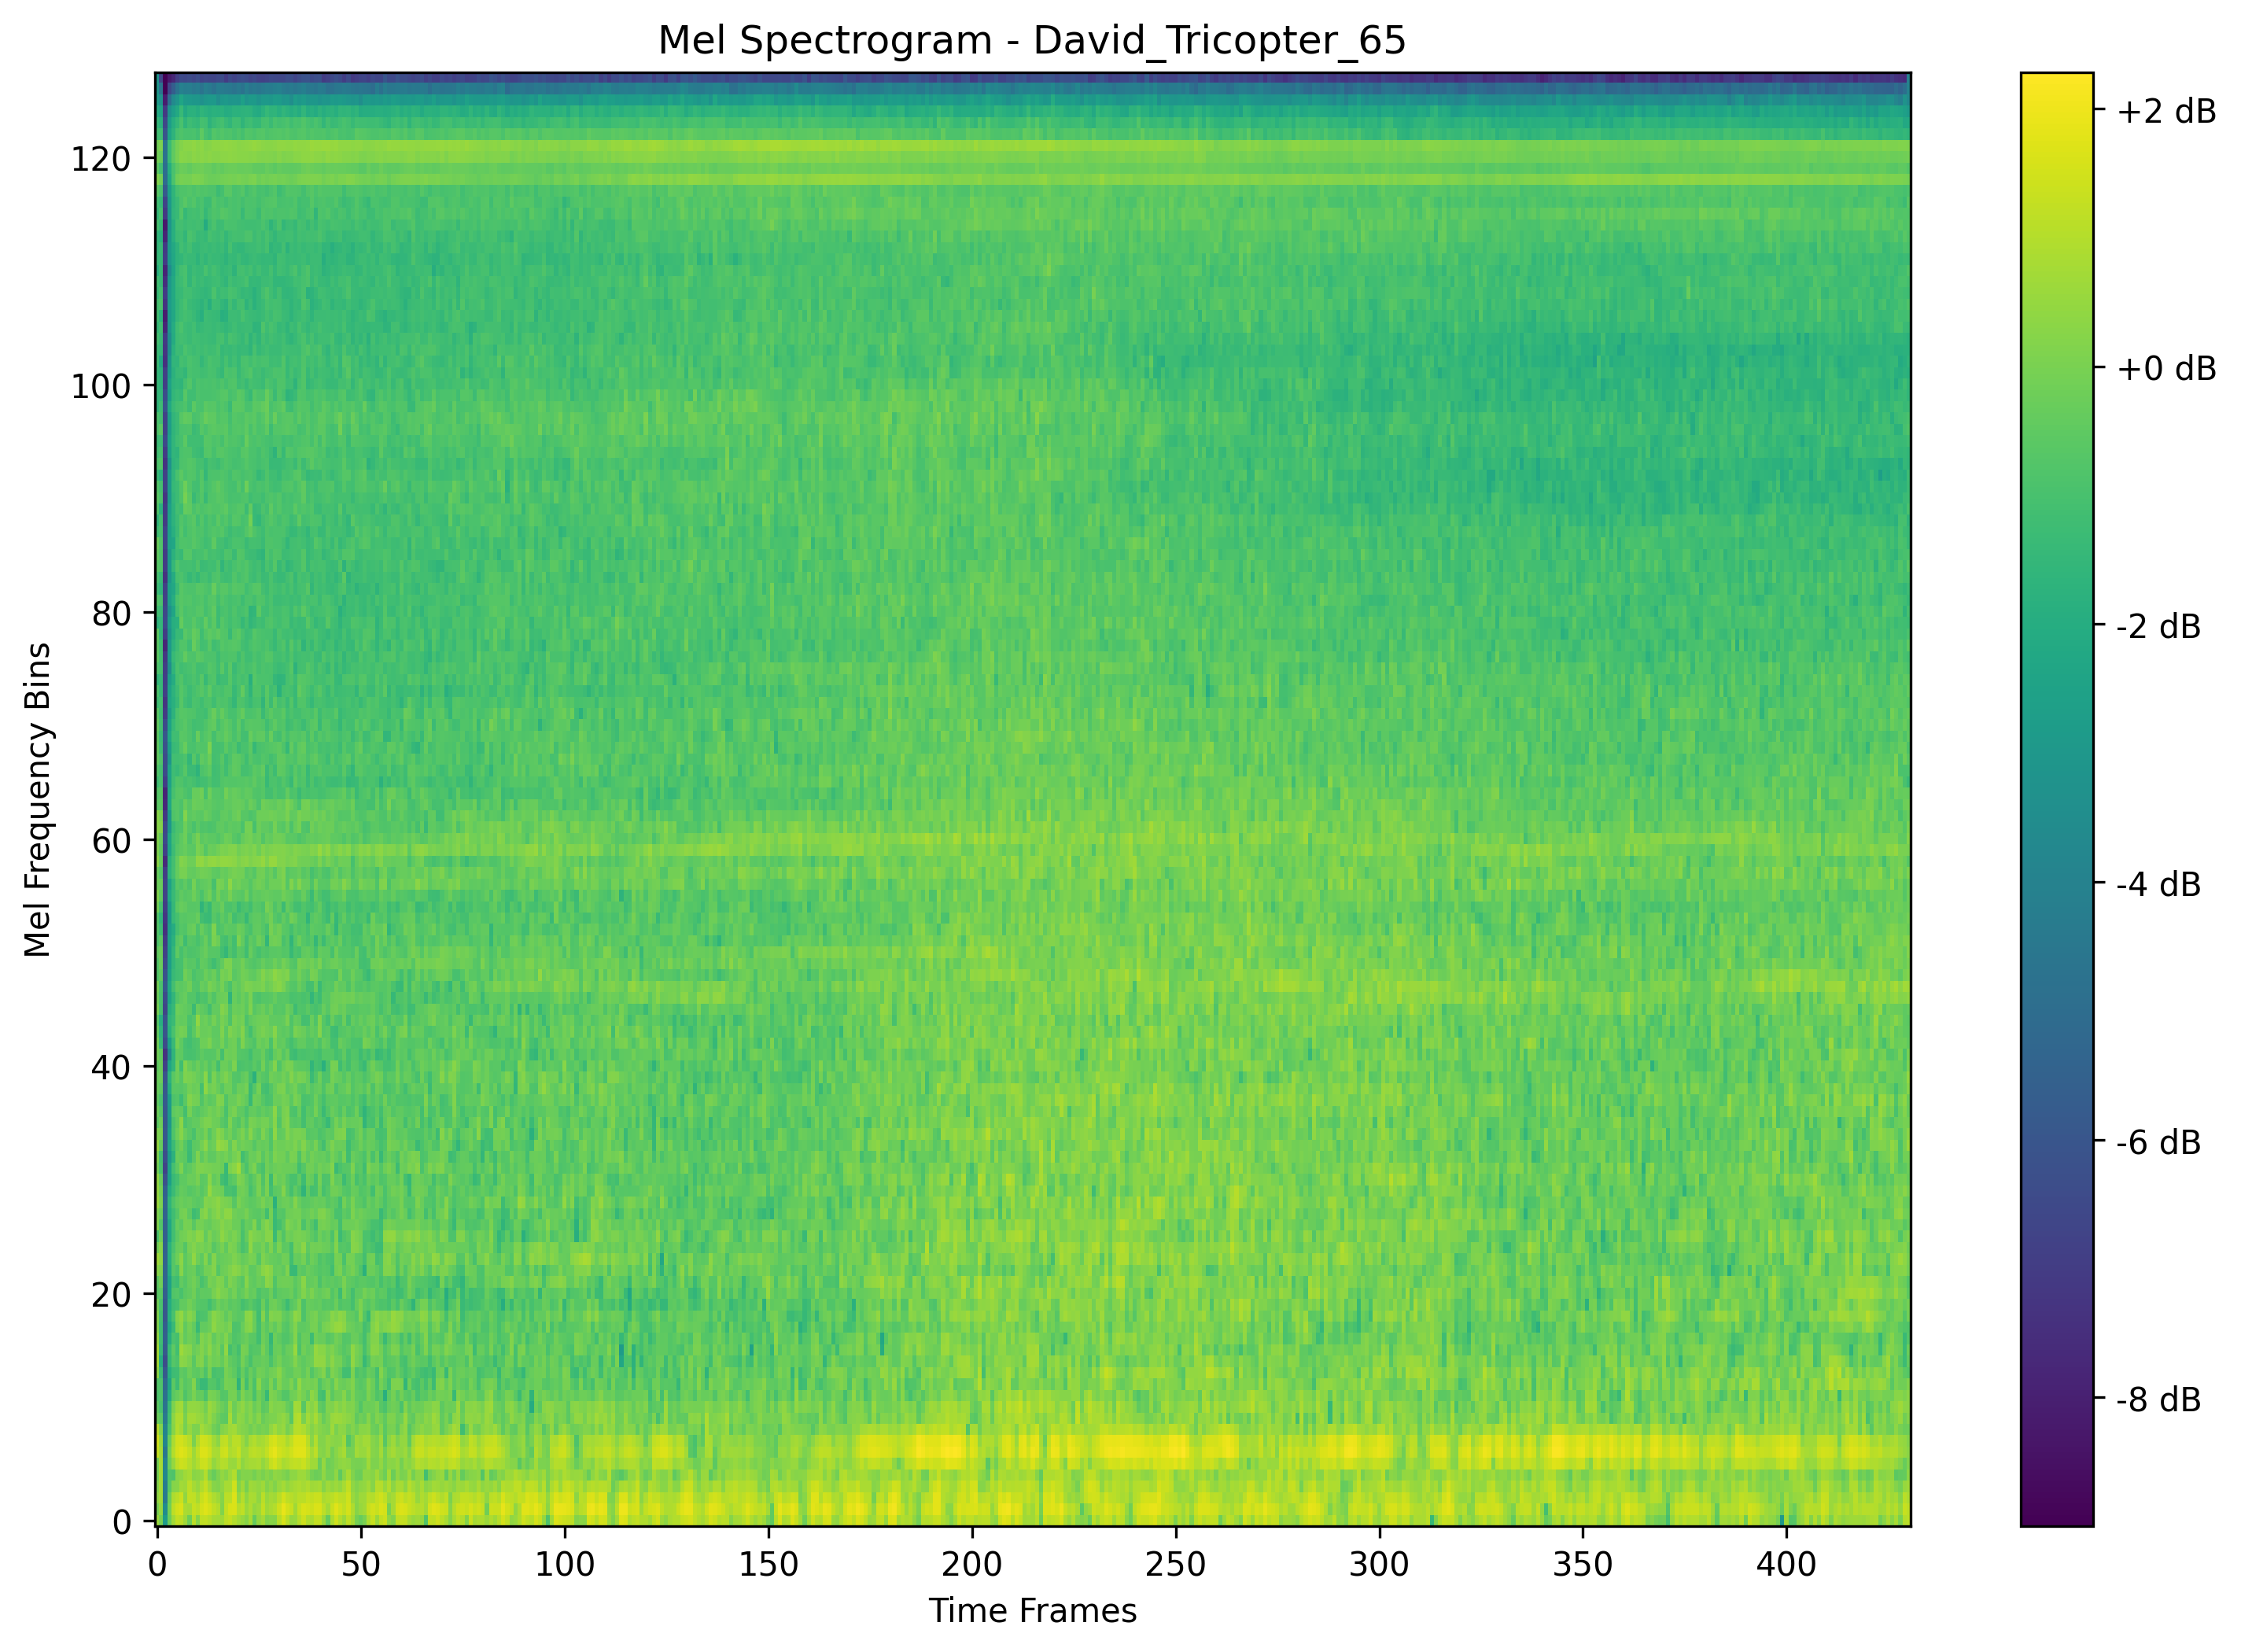 Mel Spectrogram - David_Tricopter_65
Mel Frequency Bins
120
100
80
60
40
20
0
0 50 100 150 200 250 300 350 400
Time Frames
+2 dB
+0 dB
-2 dB
-4 dB
-6 dB
-8 dB